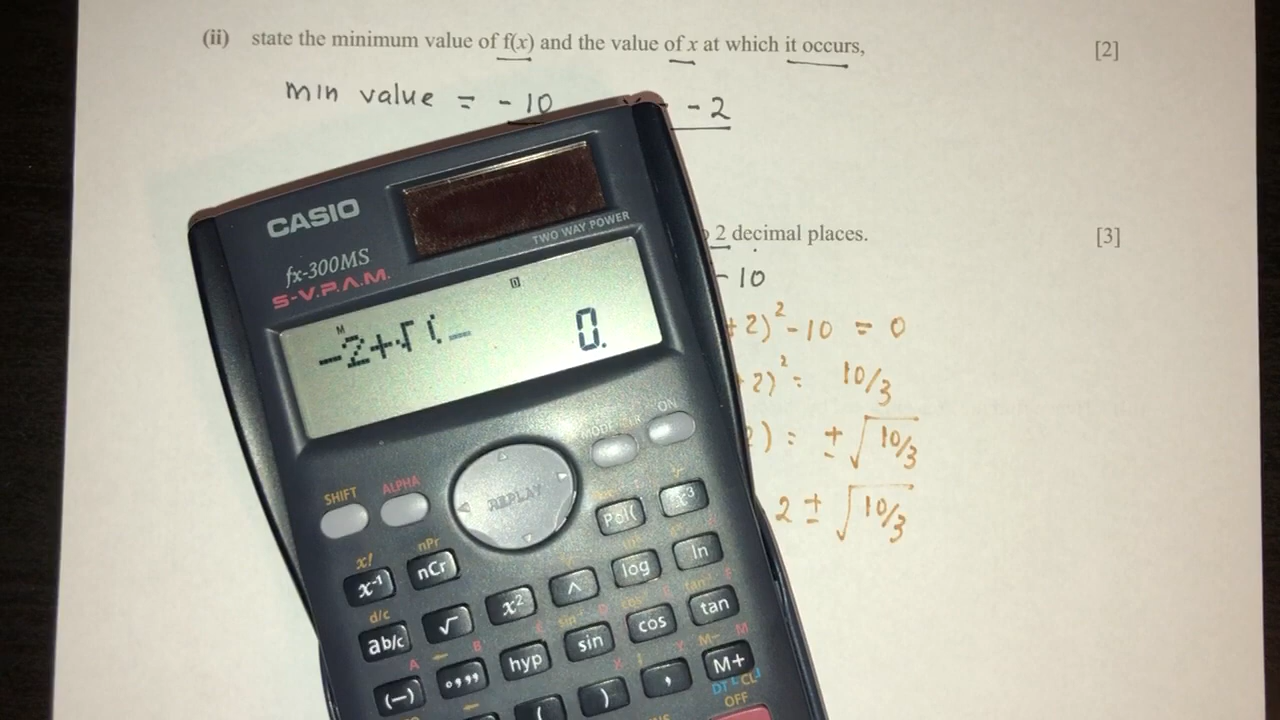 (ii) state the minimum value of f(x) and the value of x at which it occurs, [2]
min value = -10 -2
2 decimal places. [3]
-10
+2)²-10 = 0
+2)² = 10/3
2) = ±√10/3
2 ± √10/3
CASIO
TWO WAY POWER
fx-300MS
S-V.P.A.M.
M D
-2+√(_ 0.
SHIFT ALPHA REPLAY MODE ON
x! nPr Pol( x³
x⁻¹ nCr ^ log ln
d/c
ab/c √ x² sin cos tan
A B M- M
(-) °,,, hyp ( ) , M+
DT CL
OFF